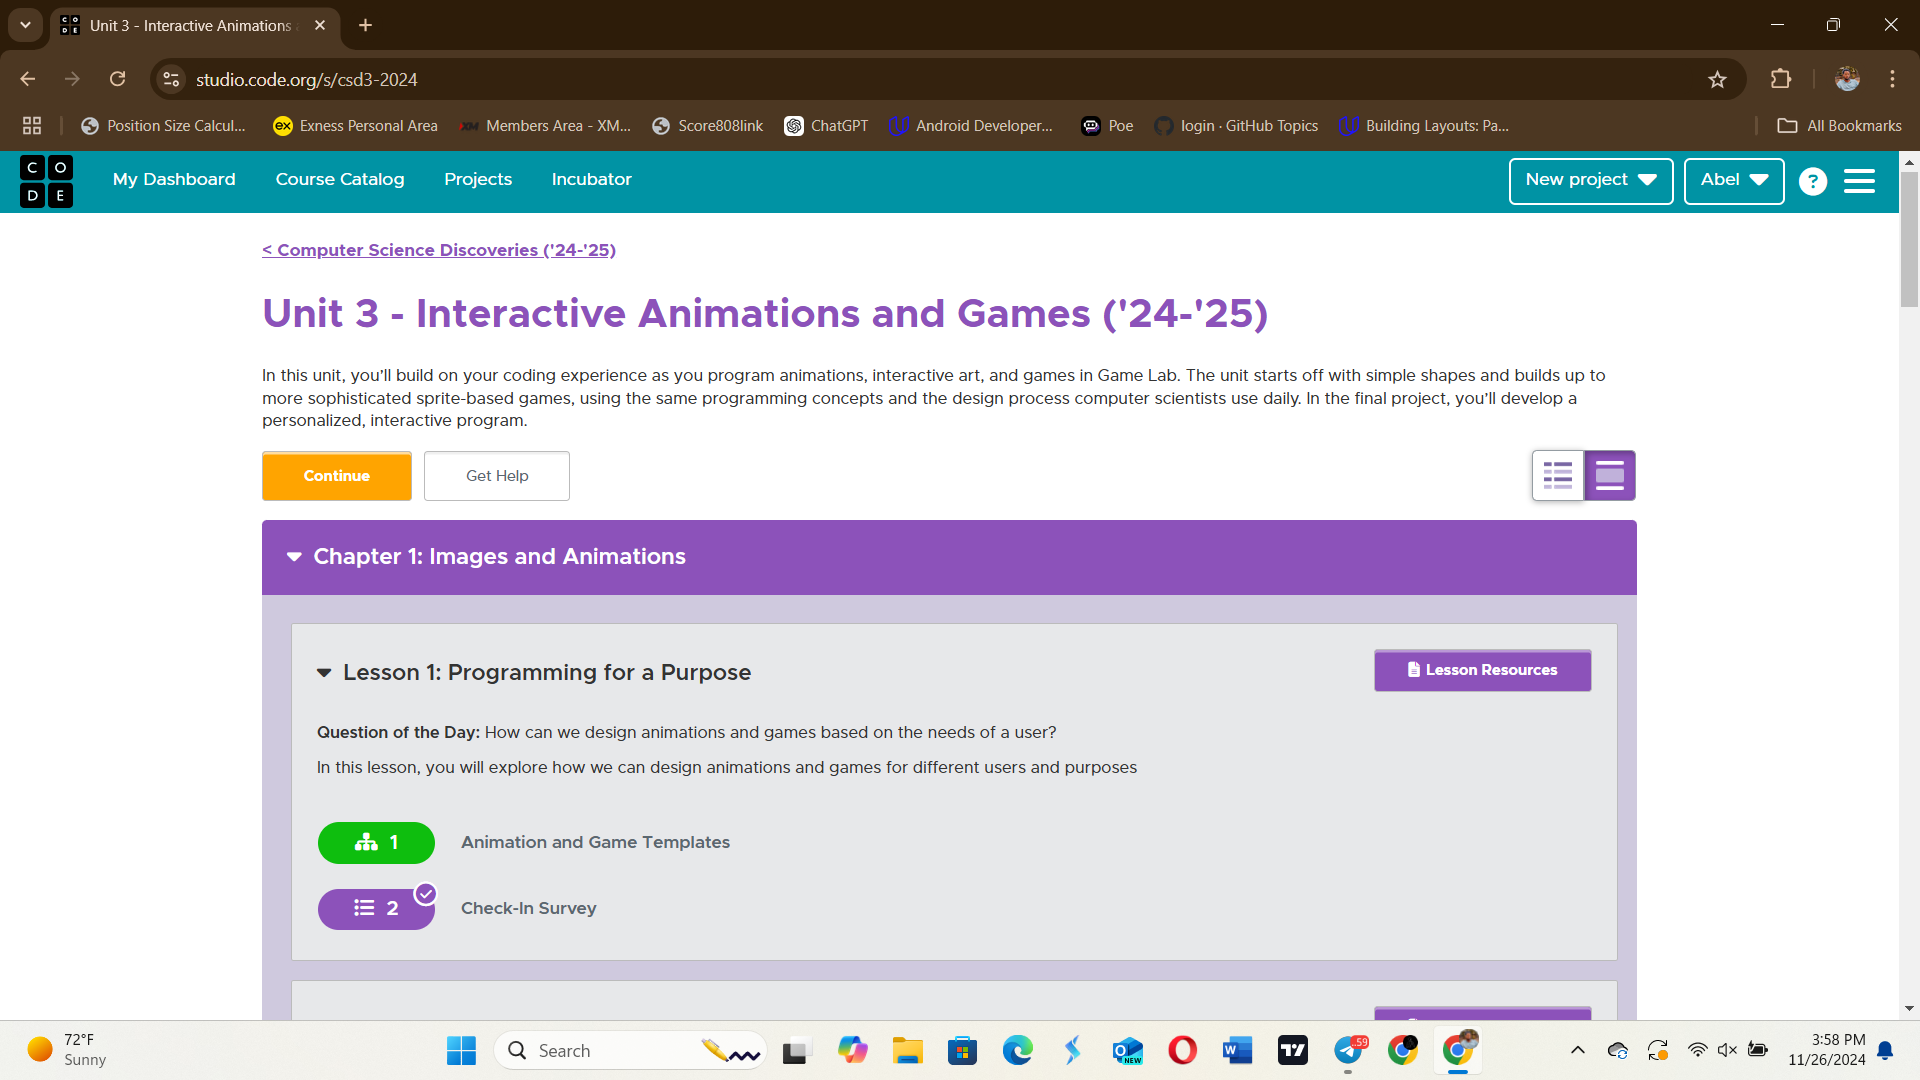 Unit 3 - Interactive Animations
studio.code.org/s/csd3-2024
Position Size Calcul...
Exness Personal Area
Members Area - XM...
Score808link
ChatGPT
Android Developer...
Poe
login · GitHub Topics
Building Layouts: Pa...
All Bookmarks
C O
D E
My Dashboard
Course Catalog
Projects
Incubator
New project
Abel
?
< Computer Science Discoveries ('24-'25)
Unit 3 - Interactive Animations and Games ('24-'25)
In this unit, you’ll build on your coding experience as you program animations, interactive art, and games in Game Lab. The unit starts off with simple shapes and builds up to
more sophisticated sprite-based games, using the same programming concepts and the design process computer scientists use daily. In the final project, you’ll develop a
personalized, interactive program.
Continue
Get Help
Chapter 1: Images and Animations
Lesson 1: Programming for a Purpose
Lesson Resources
Question of the Day: How can we design animations and games based on the needs of a user?
In this lesson, you will explore how we can design animations and games for different users and purposes
1
Animation and Game Templates
2
Check-In Survey
72°F
Sunny
Search
NEW
59
3:58 PM
11/26/2024